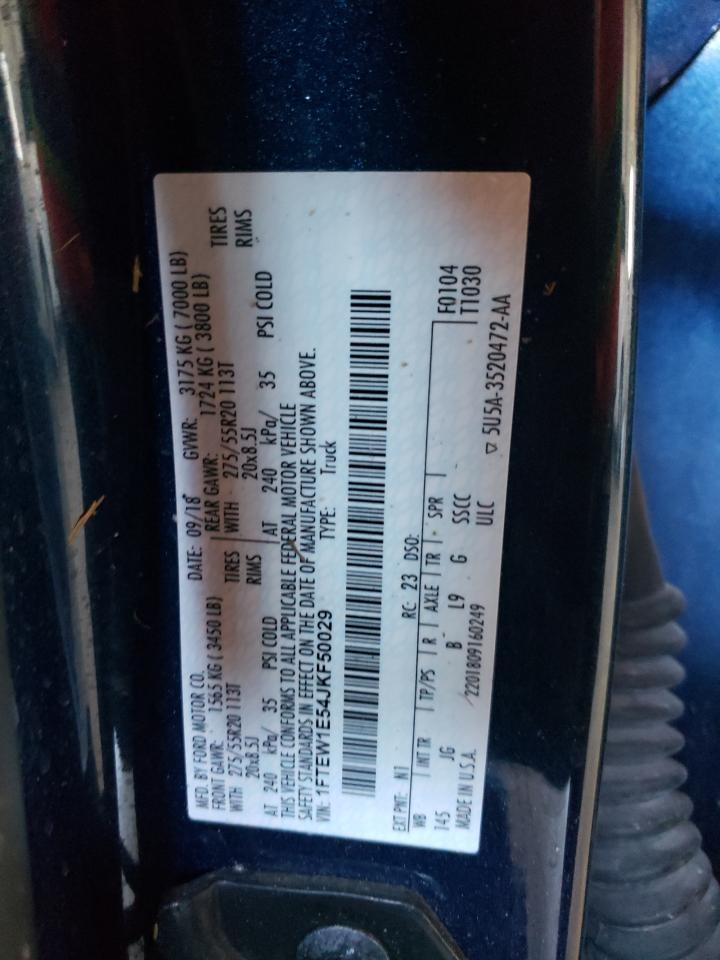 MFD. BY FORD MOTOR CO.
DATE: 09/18 GVWR: 3175 KG ( 7000 LB)
FRONT GAWR: 1565 KG ( 3450 LB) REAR GAWR: 1724 KG ( 3800 LB)
WITH 275/55R20 113T TIRES WITH 275/55R20 113T TIRES
20x8.5J RIMS 20x8.5J RIMS
AT 240 kPa/ 35 PSI COLD AT 240 kPa/ 35 PSI COLD
THIS VEHICLE CONFORMS TO ALL APPLICABLE FEDERAL MOTOR VEHICLE
SAFETY STANDARDS IN EFFECT ON THE DATE OF MANUFACTURE SHOWN ABOVE.
VIN: 1FTEW1E54JKF50029 TYPE: Truck
EXT PNT: N1 RC: 23 DSO:
WB INT TR TP/PS R AXLE TR SPR F0104
145 JG B L9 G SSCC T1030
MADE IN U.S.A. 2201809160249 ULC ▽ 5U5A-3520472-AA